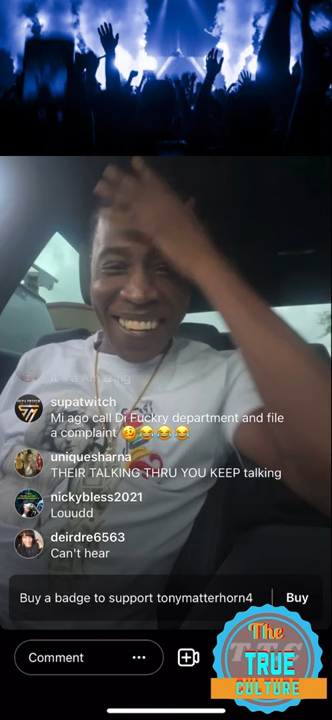 supatwitch
Mi ago call Di Fuckry department and file
a complaint 🤨😂😂😂
uniquesharna
THEIR TALKING THRU YOU KEEP talking
nickybless2021
Louudd
deirdre6563
Can't hear
Buy a badge to support tonymatterhorn4
Buy
Comment
The
TRUE
CULTURE